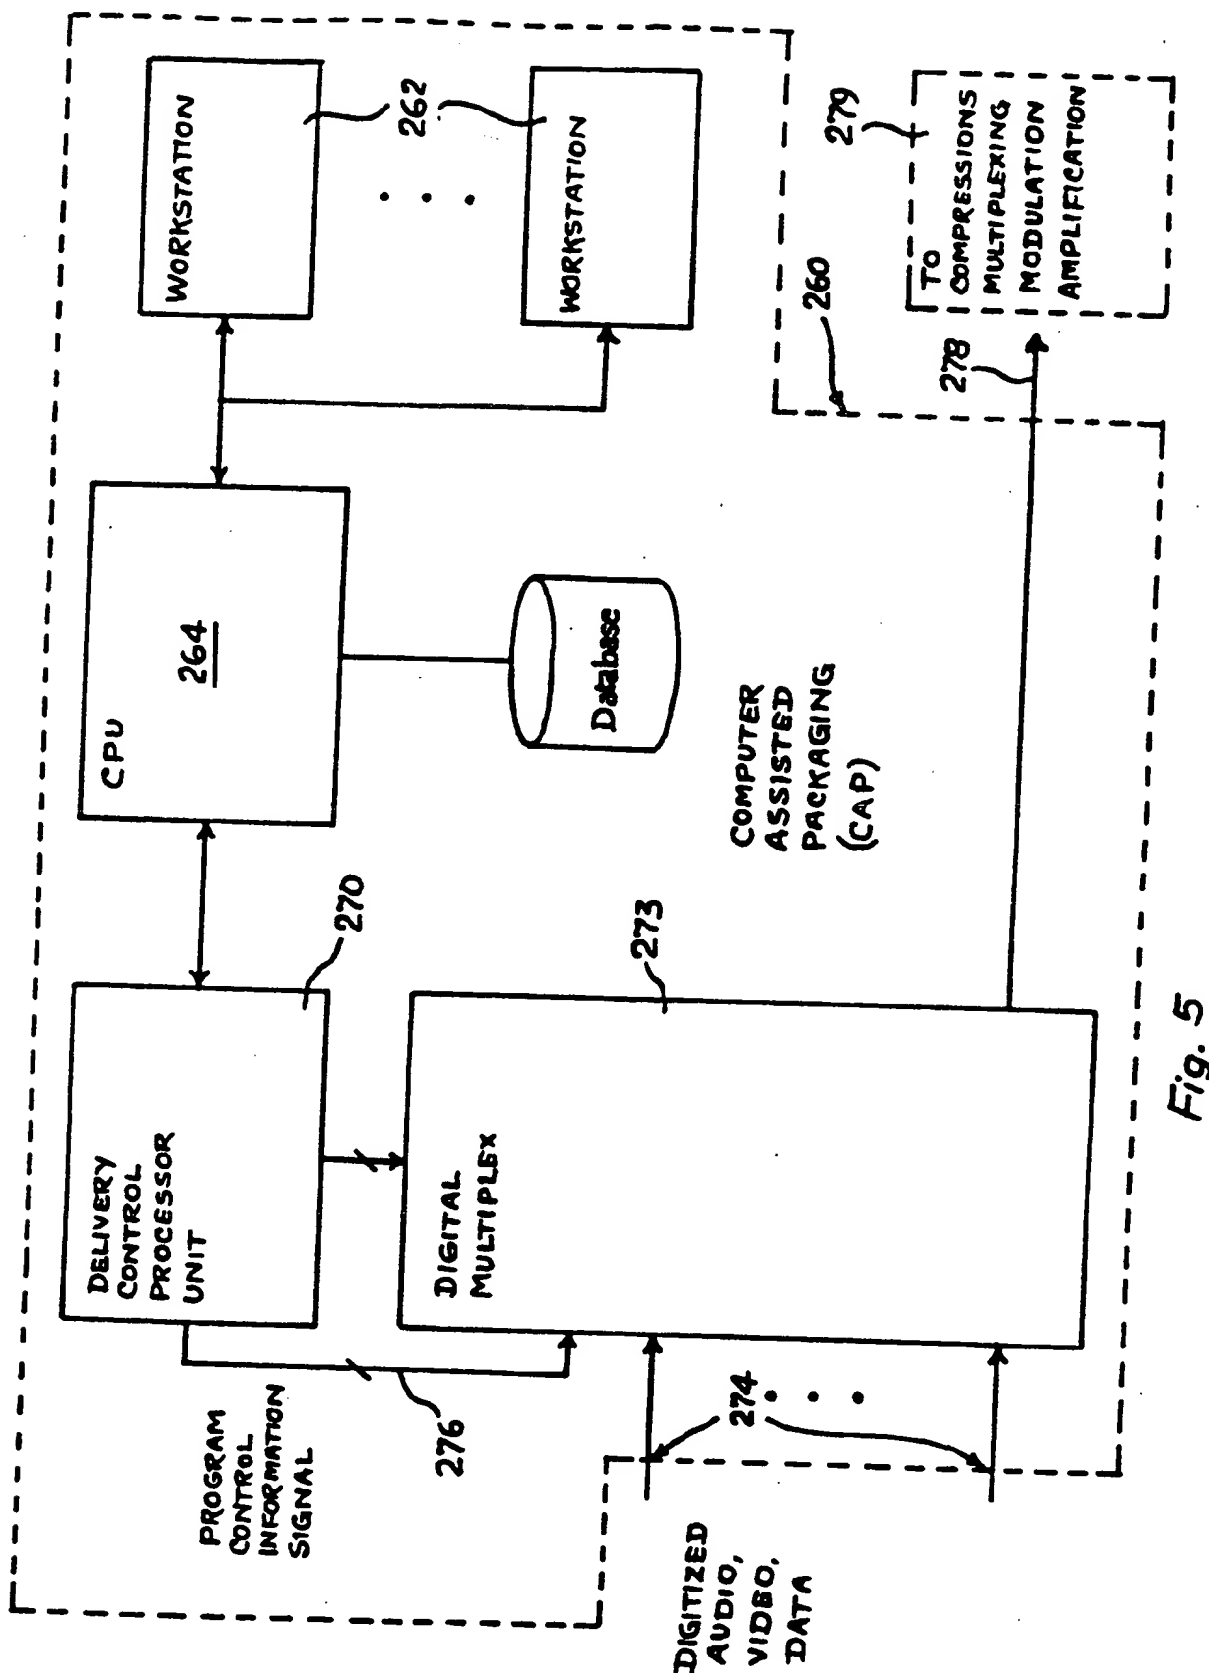 PROGRAM
CONTROL
INFORMATION
SIGNAL
276
DELIVERY
CONTROL
PROCESSOR
UNIT
270
CPU
264
WORKSTATION
262
WORKSTATION
Database
DIGITIZED
AUDIO,
VIDEO,
DATA
274
DIGITAL
MULTIPLEX
273
COMPUTER
ASSISTED
PACKAGING
(CAP)
260
278
279
TO
COMPRESSIONS
MULTIPLEXING
MODULATION
AMPLIFICATION
Fig. 5